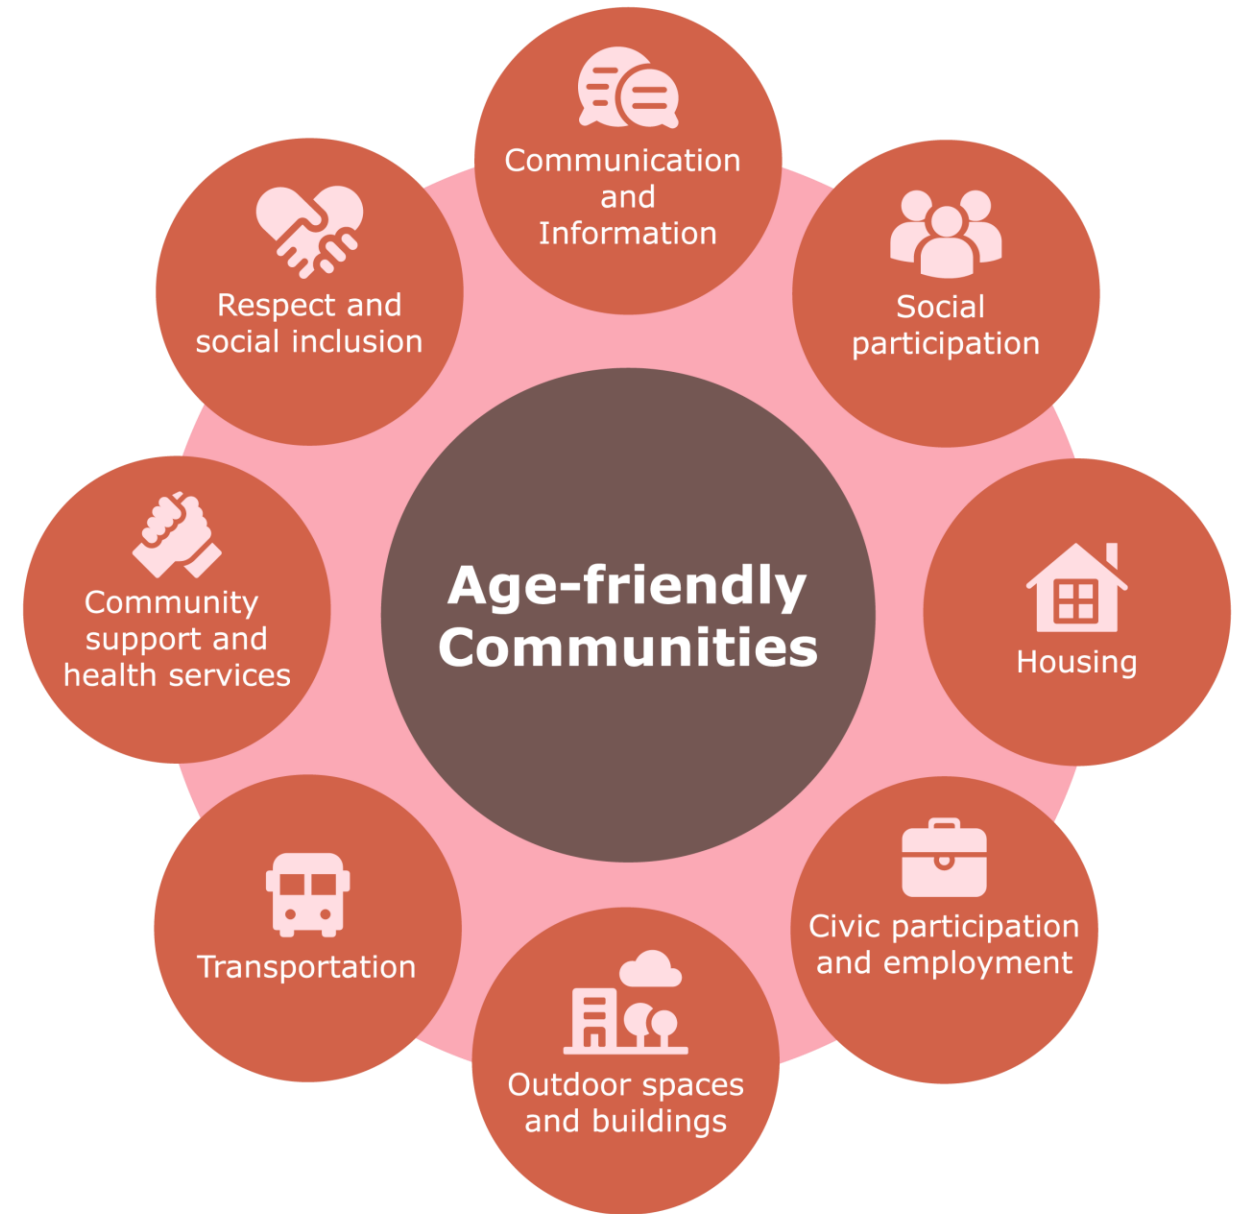 Communication
and
Information
Social
participation
Housing
Civic participation
and employment
Outdoor spaces
and buildings
Transportation
Community
support and
health services
Respect and
social inclusion
Age-friendly
Communities